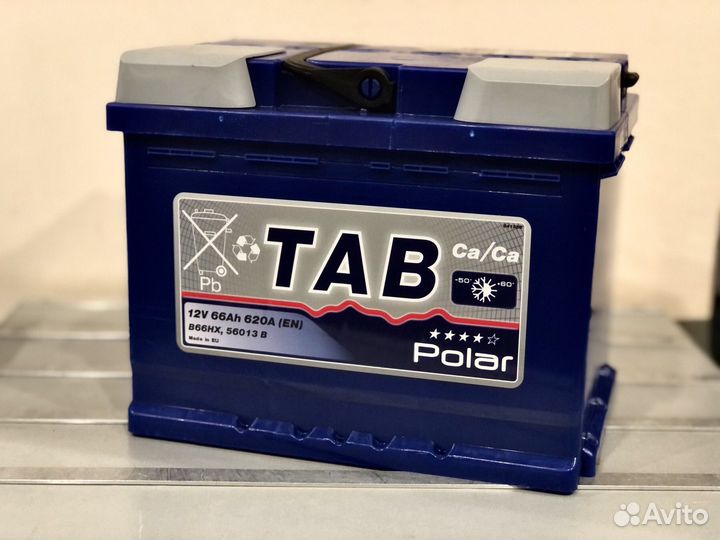 TAB
Ca/Ca
-50° +60°
Pb
12V 66Ah 620A (EN)
B66HX, 56013 B
Made in EU
Polar
Avito